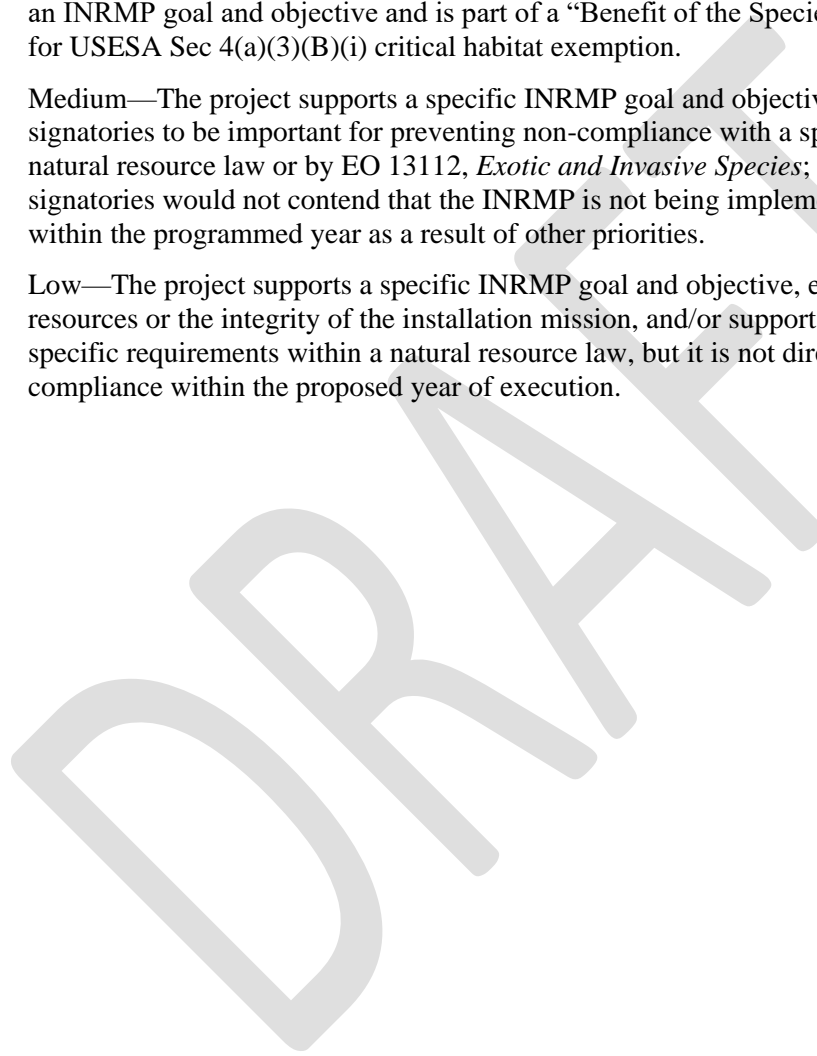 an INRMP goal and objective and is part of a “Benefit of the Specie
for USESA Sec 4(a)(3)(B)(i) critical habitat exemption.
Medium—The project supports a specific INRMP goal and objectiv
signatories to be important for preventing non-compliance with a sp
natural resource law or by EO 13112, Exotic and Invasive Species;
signatories would not contend that the INRMP is not being implem
within the programmed year as a result of other priorities.
Low—The project supports a specific INRMP goal and objective, e
resources or the integrity of the installation mission, and/or support
specific requirements within a natural resource law, but it is not dire
compliance within the proposed year of execution.
DRAFT